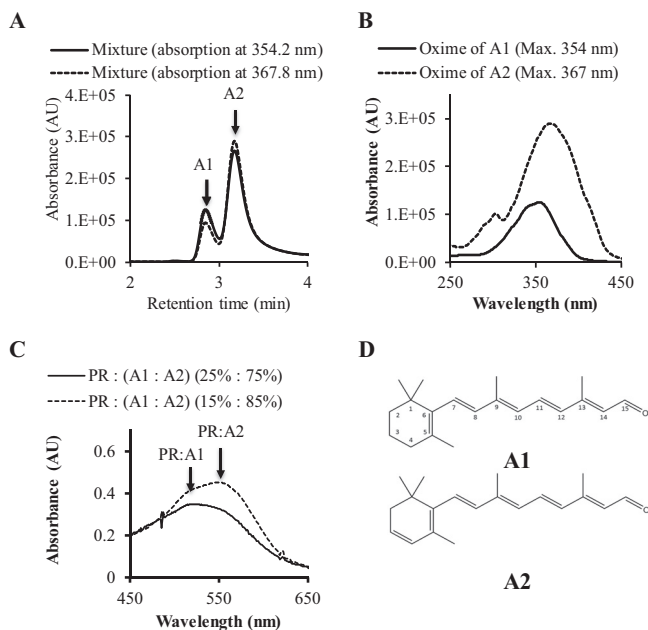 A
Mixture (absorption at 354.2 nm)
Mixture (absorption at 367.8 nm)
A2
A1
Absorbance (AU)
4.E+05
3.E+05
2.E+05
1.E+05
0.E+00
2 3 4
Retention time (min)
B
Oxime of A1 (Max. 354 nm)
Oxime of A2 (Max. 367 nm)
Absorbance (AU)
3.E+05
2.E+05
1.E+05
0.E+00
250 350 450
Wavelength (nm)
C
PR : (A1 : A2) (25% : 75%)
PR : (A1 : A2) (15% : 85%)
PR:A2
PR:A1
Absorbance (AU)
0.6
0.4
0.2
0
450 550 650
Wavelength (nm)
D
1 2 3 4 5 6 7 8 9 10 11 12 13 14 15 O
A1
O
A2